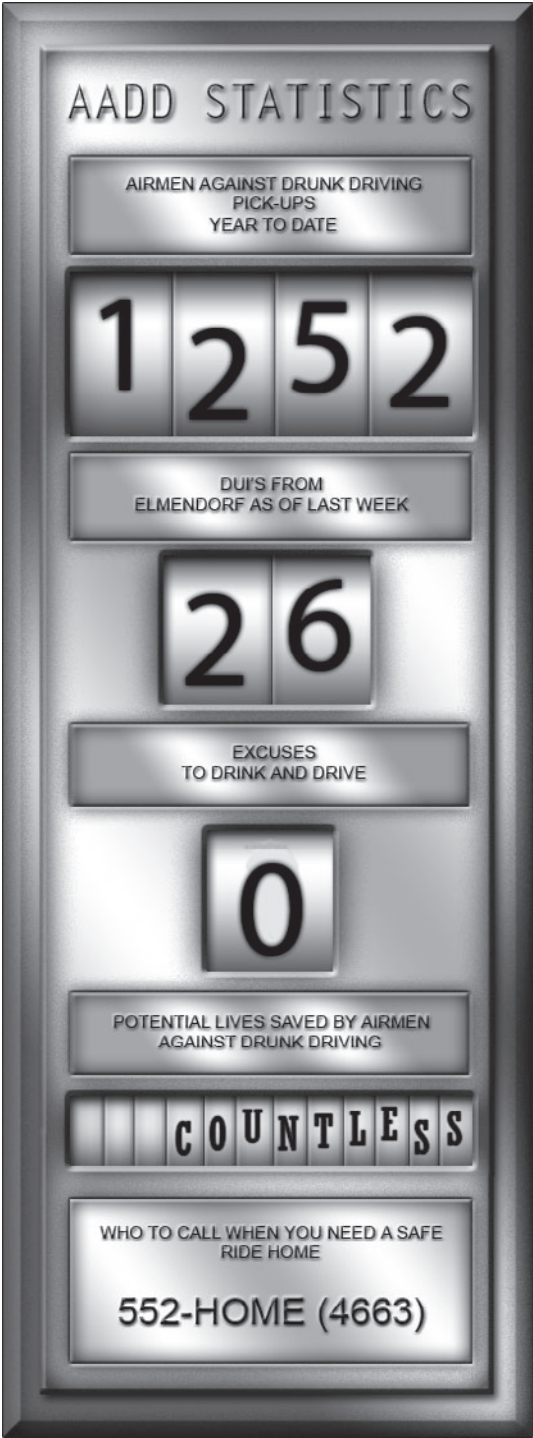 AADD STATISTICS
AIRMEN AGAINST DRUNK DRIVING
PICK-UPS
YEAR TO DATE
1252
DUI'S FROM
ELMENDORF AS OF LAST WEEK
26
EXCUSES
TO DRINK AND DRIVE
0
POTENTIAL LIVES SAVED BY AIRMEN
AGAINST DRUNK DRIVING
COUNTLESS
WHO TO CALL WHEN YOU NEED A SAFE
RIDE HOME
552-HOME (4663)